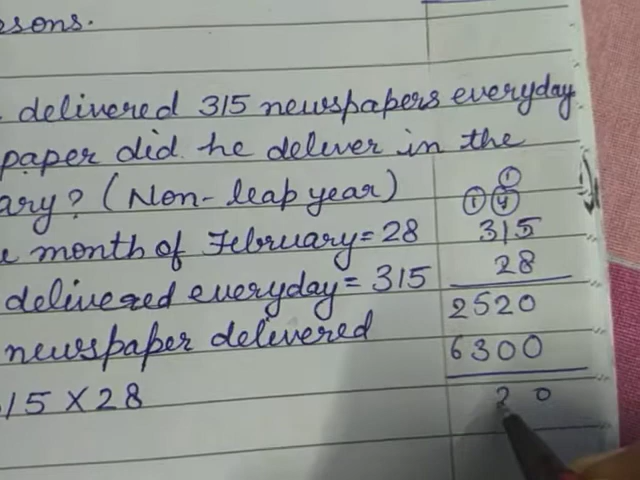 delivered 315 newspapers everyday
paper did he deliver in the
ary? (Non-leap year)
month of February = 28
delivered everyday = 315
newspaper delivered
15 × 28
1
1 4
315
28
2520
6300
20